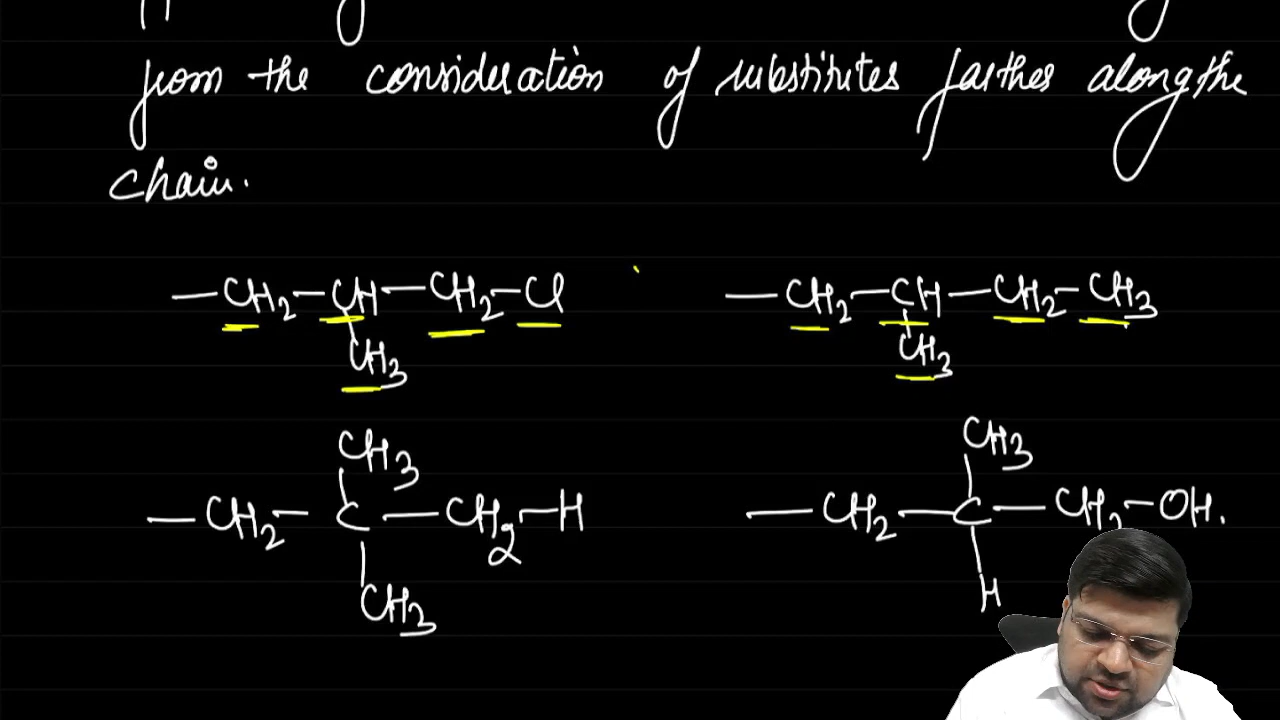 from the consideration of substitutes farther along the
chain.
—CH2—CH—CH2—Cl
CH3
—CH2—CH—CH2—CH3
CH3
CH3
—CH2—C—CH2—H
CH3
CH3
—CH2—C—CH2—OH.
H